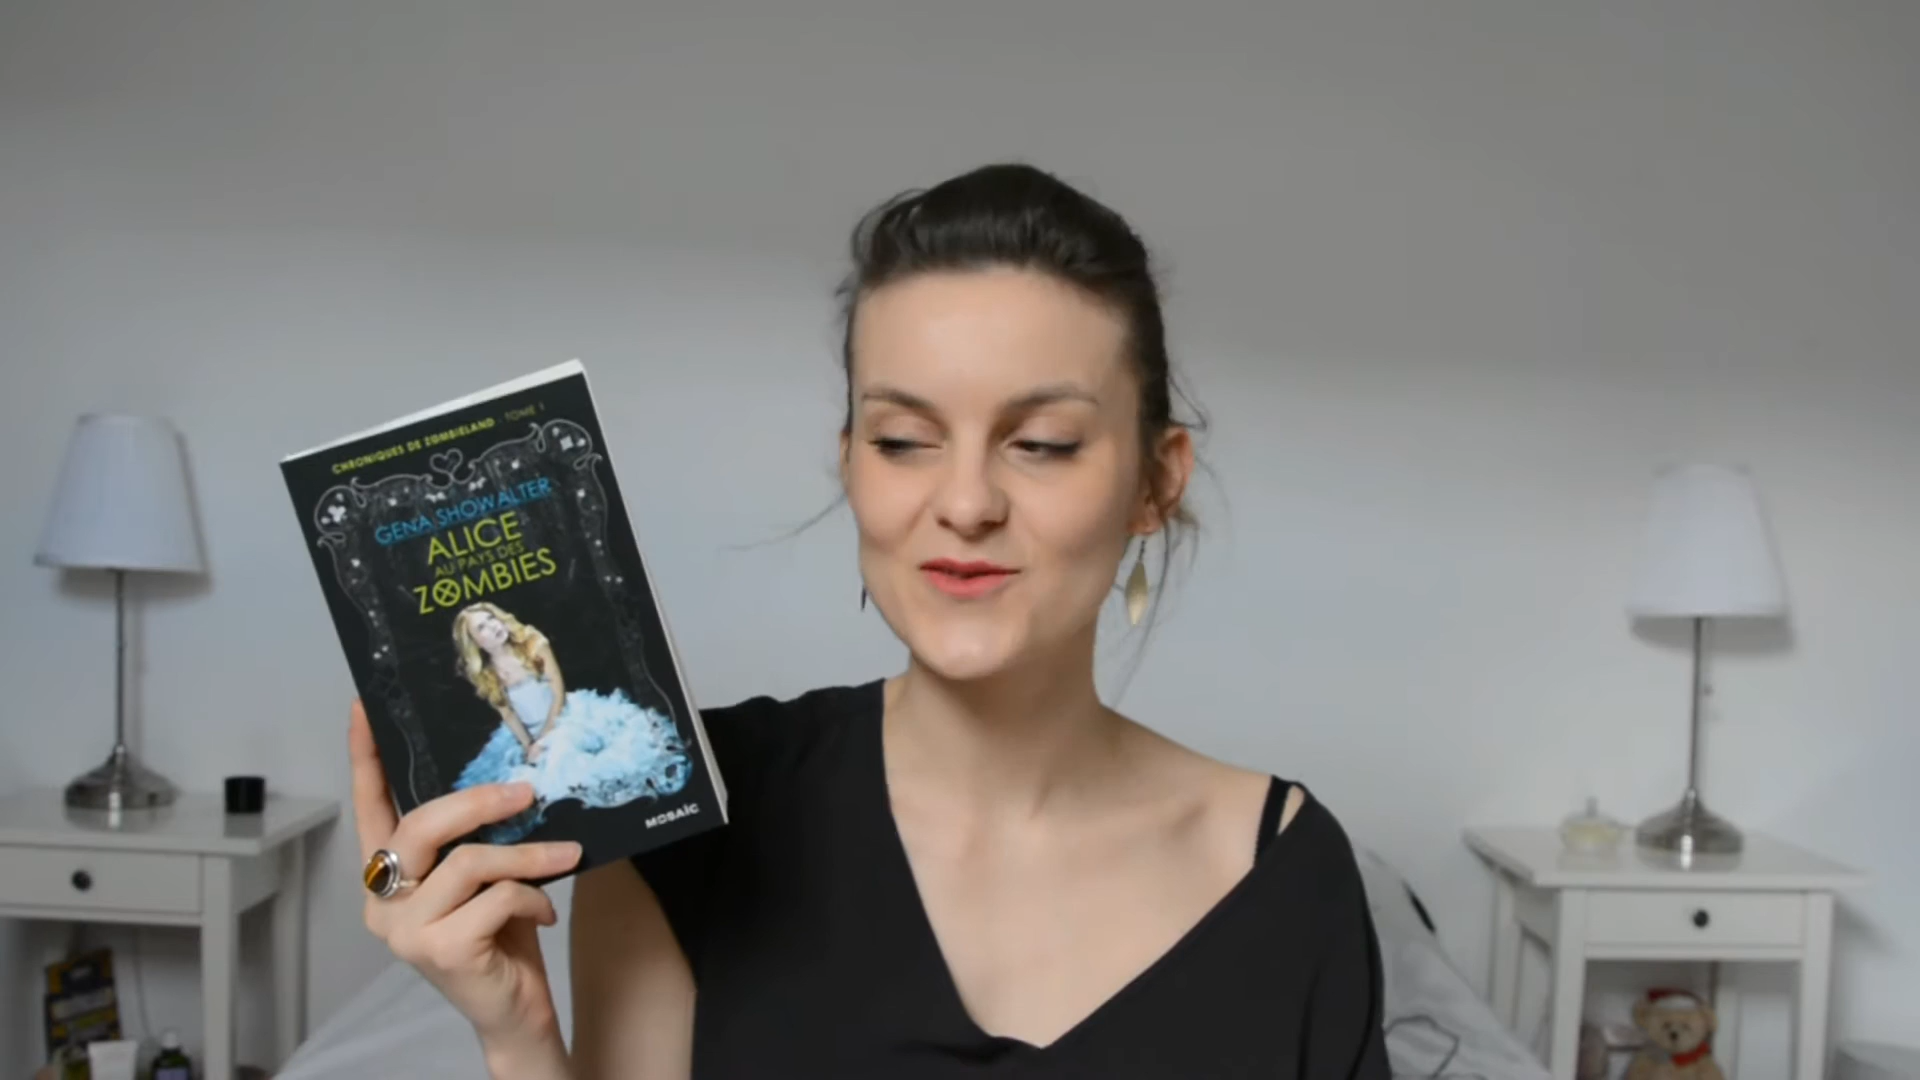 CHRONIQUES DE ZOMBIELAND - TOME 1
GENA SHOWALTER
ALICE
AU PAYS DES
ZOMBIES
MOSAÏC